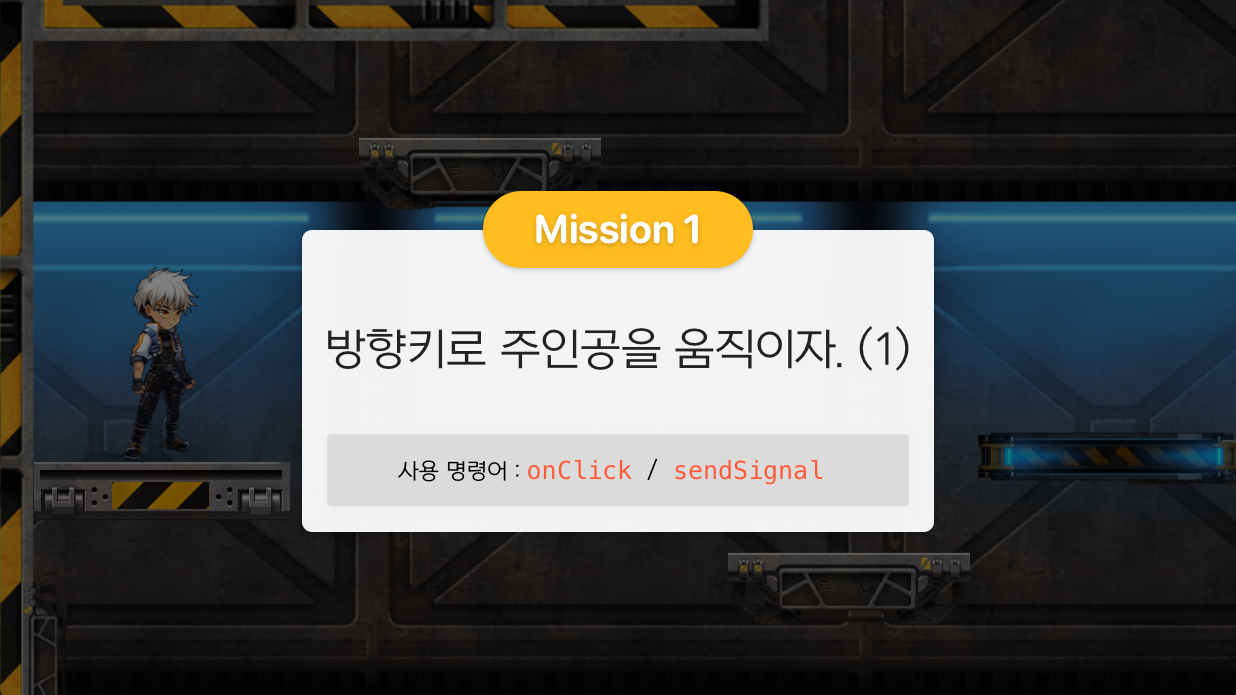 Mission 1
방향키로 주인공을 움직이자. (1)
사용 명령어 : onClick / sendSignal